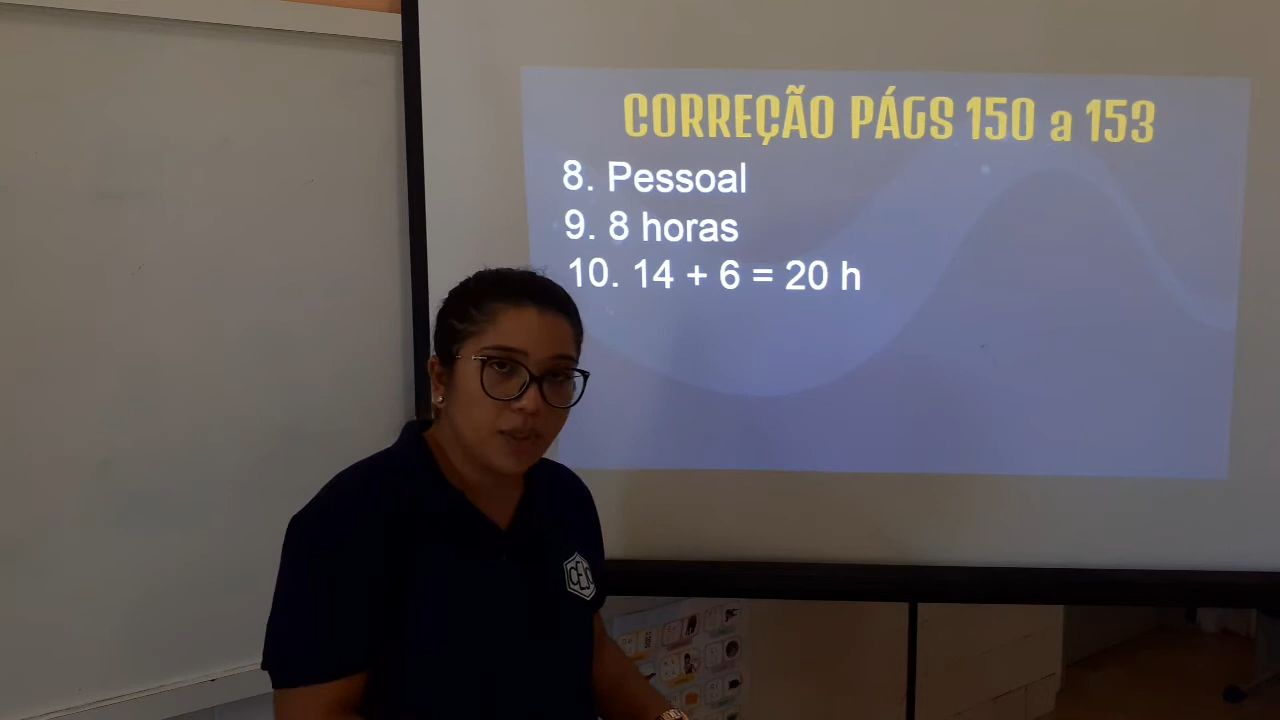 CORREÇÃO PÁGS 150 a 153
8. Pessoal
9. 8 horas
10. 14 + 6 = 20 h